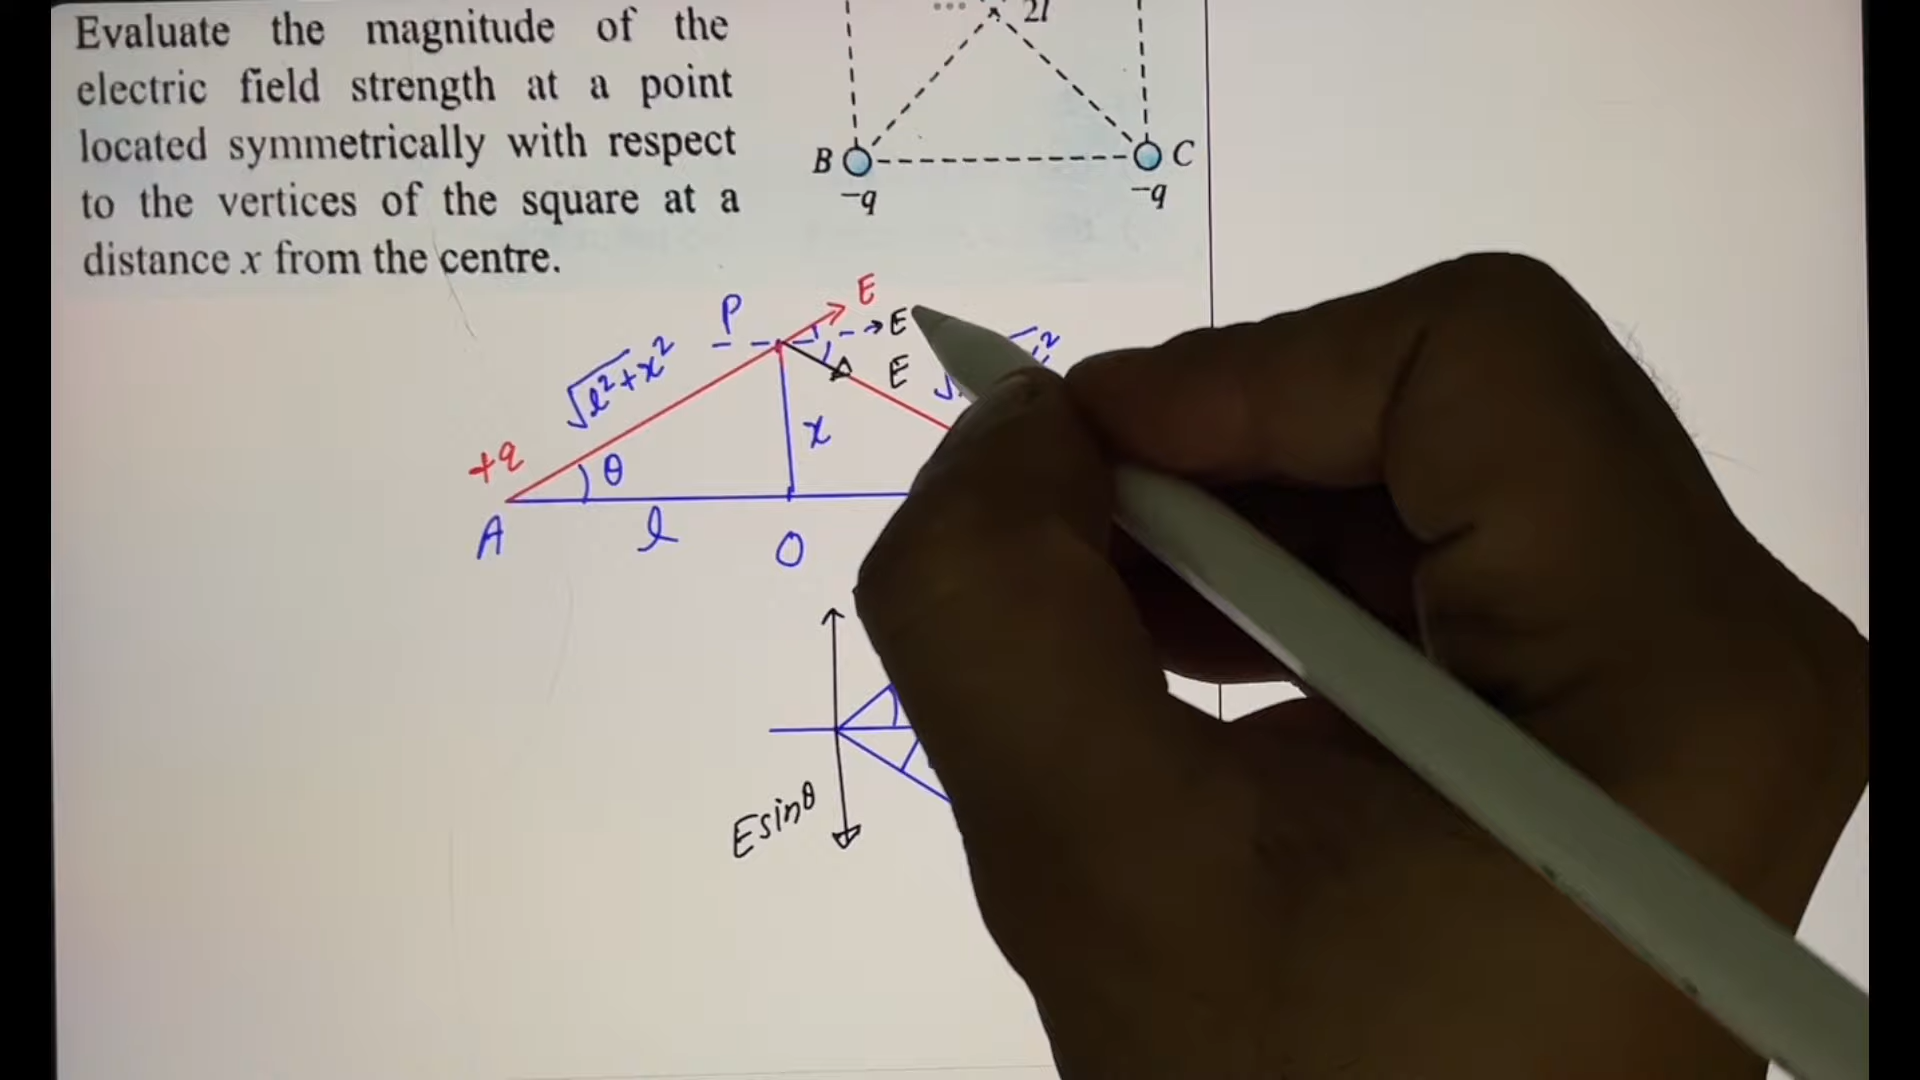 Evaluate the magnitude of the
electric field strength at a point
located symmetrically with respect
to the vertices of the square at a
distance x from the centre.
2l
B
C
-q
-q
P
E
E
E
√l²+x²
+q
θ
x
A
l
O
E sinθ